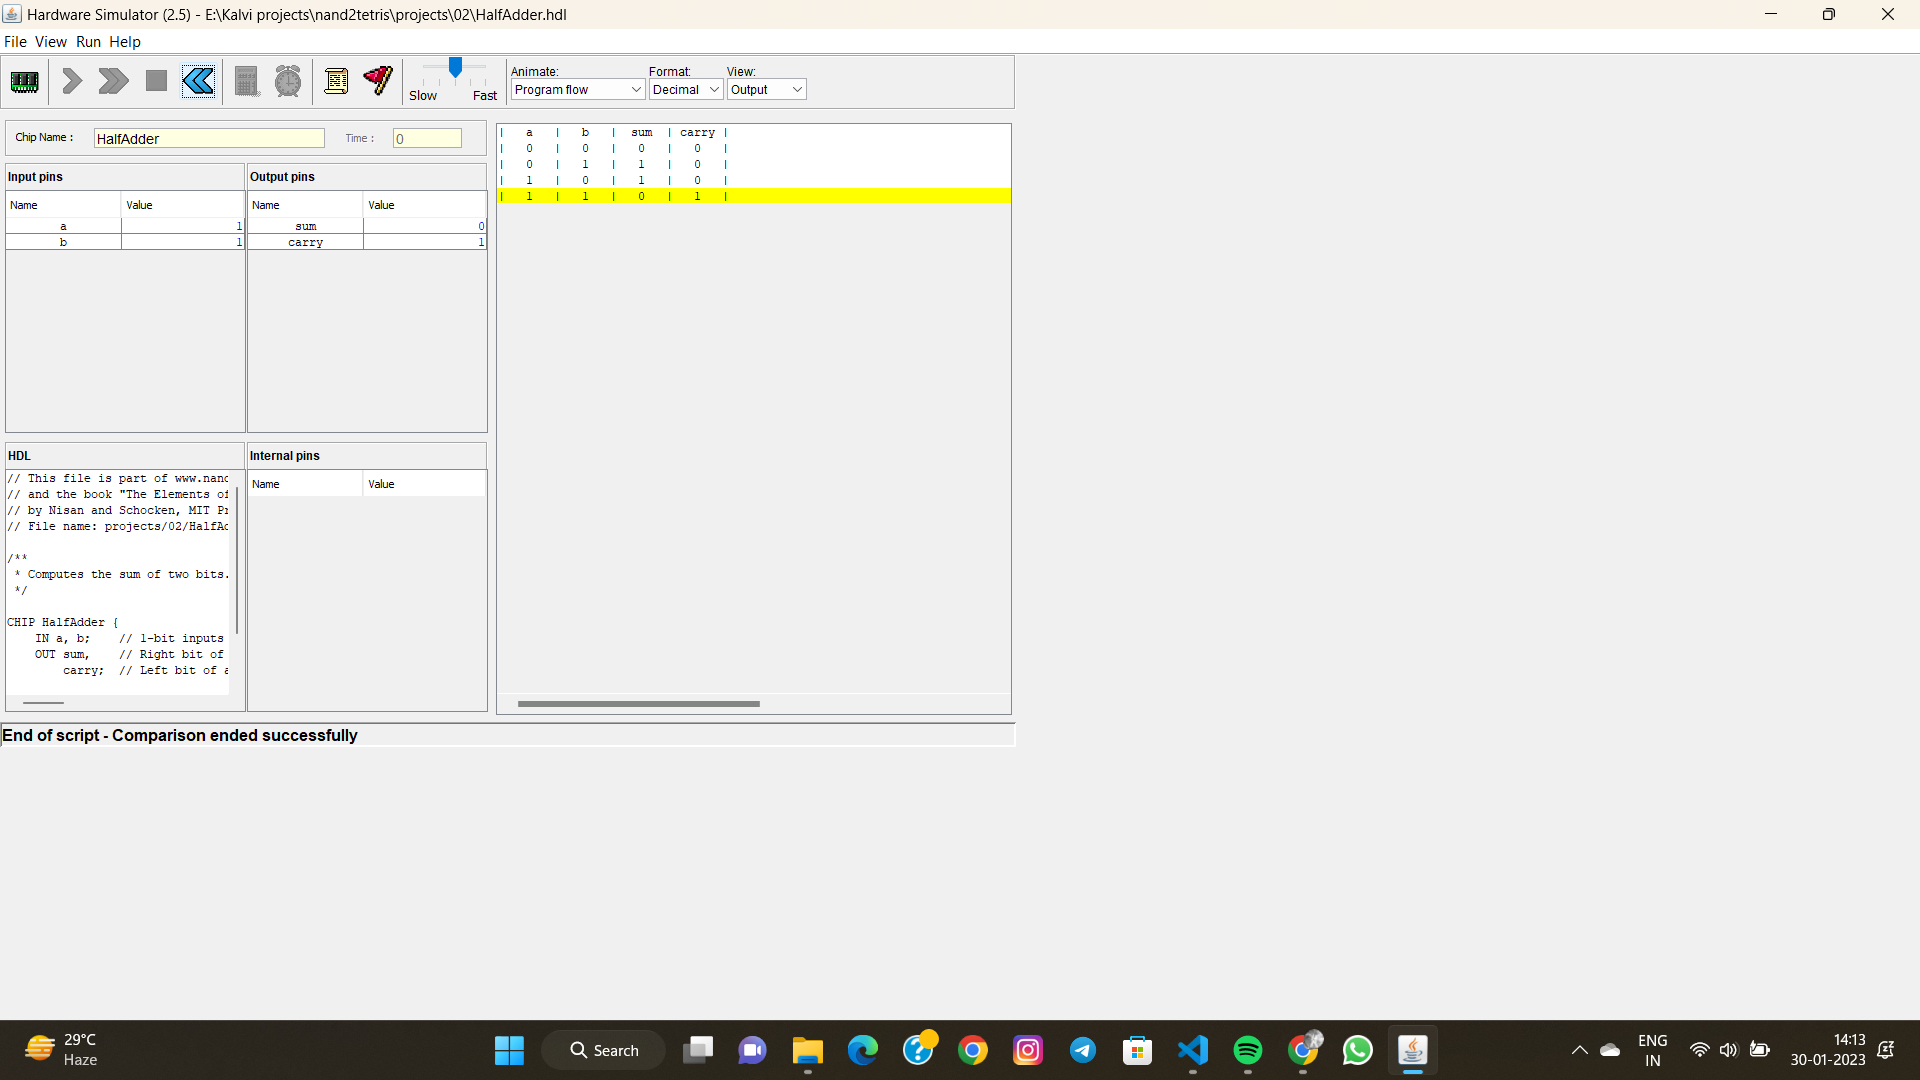 Hardware Simulator (2.5) - E:\Kalvi projects\nand2tetris\projects\02\HalfAdder.hdl
File View Run Help
Slow Fast
Animate: Format: View:
Program flow Decimal Output
Chip Name : HalfAdder Time : 0
Input pins Output pins
Name Value Name Value
a 1 sum 0
b 1 carry 1
| a | b | sum | carry |
| 0 | 0 | 0 | 0 |
| 0 | 1 | 1 | 0 |
| 1 | 0 | 1 | 0 |
| 1 | 1 | 0 | 1 |
HDL
// This file is part of www.nand
// and the book "The Elements of
// by Nisan and Schocken, MIT Pr
// File name: projects/02/HalfAd
/**
* Computes the sum of two bits.
*/
CHIP HalfAdder {
IN a, b; // 1-bit inputs
OUT sum, // Right bit of
carry; // Left bit of a
Internal pins
Name Value
End of script - Comparison ended successfully
29°C
Haze
Search
ENG
IN
14:13
30-01-2023